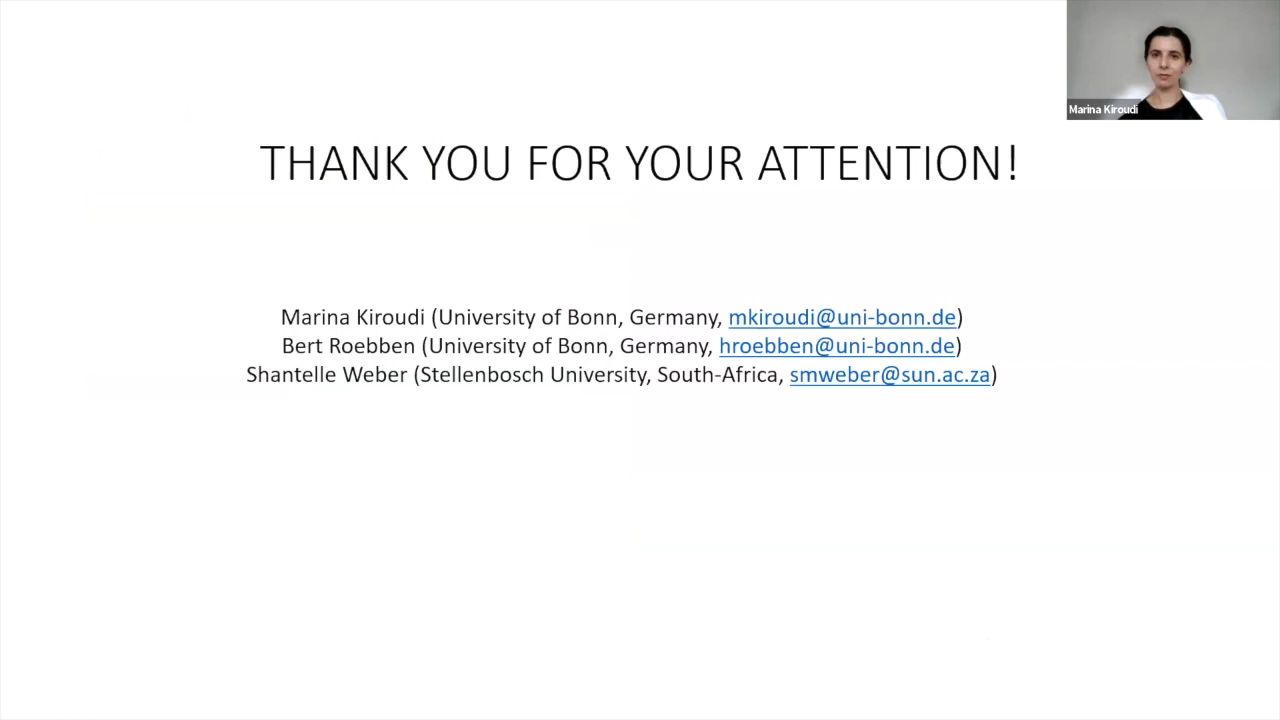 Marina Kiroudi
THANK YOU FOR YOUR ATTENTION!
Marina Kiroudi (University of Bonn, Germany, mkiroudi@uni-bonn.de)
Bert Roebben (University of Bonn, Germany, hroebben@uni-bonn.de)
Shantelle Weber (Stellenbosch University, South-Africa, smweber@sun.ac.za)